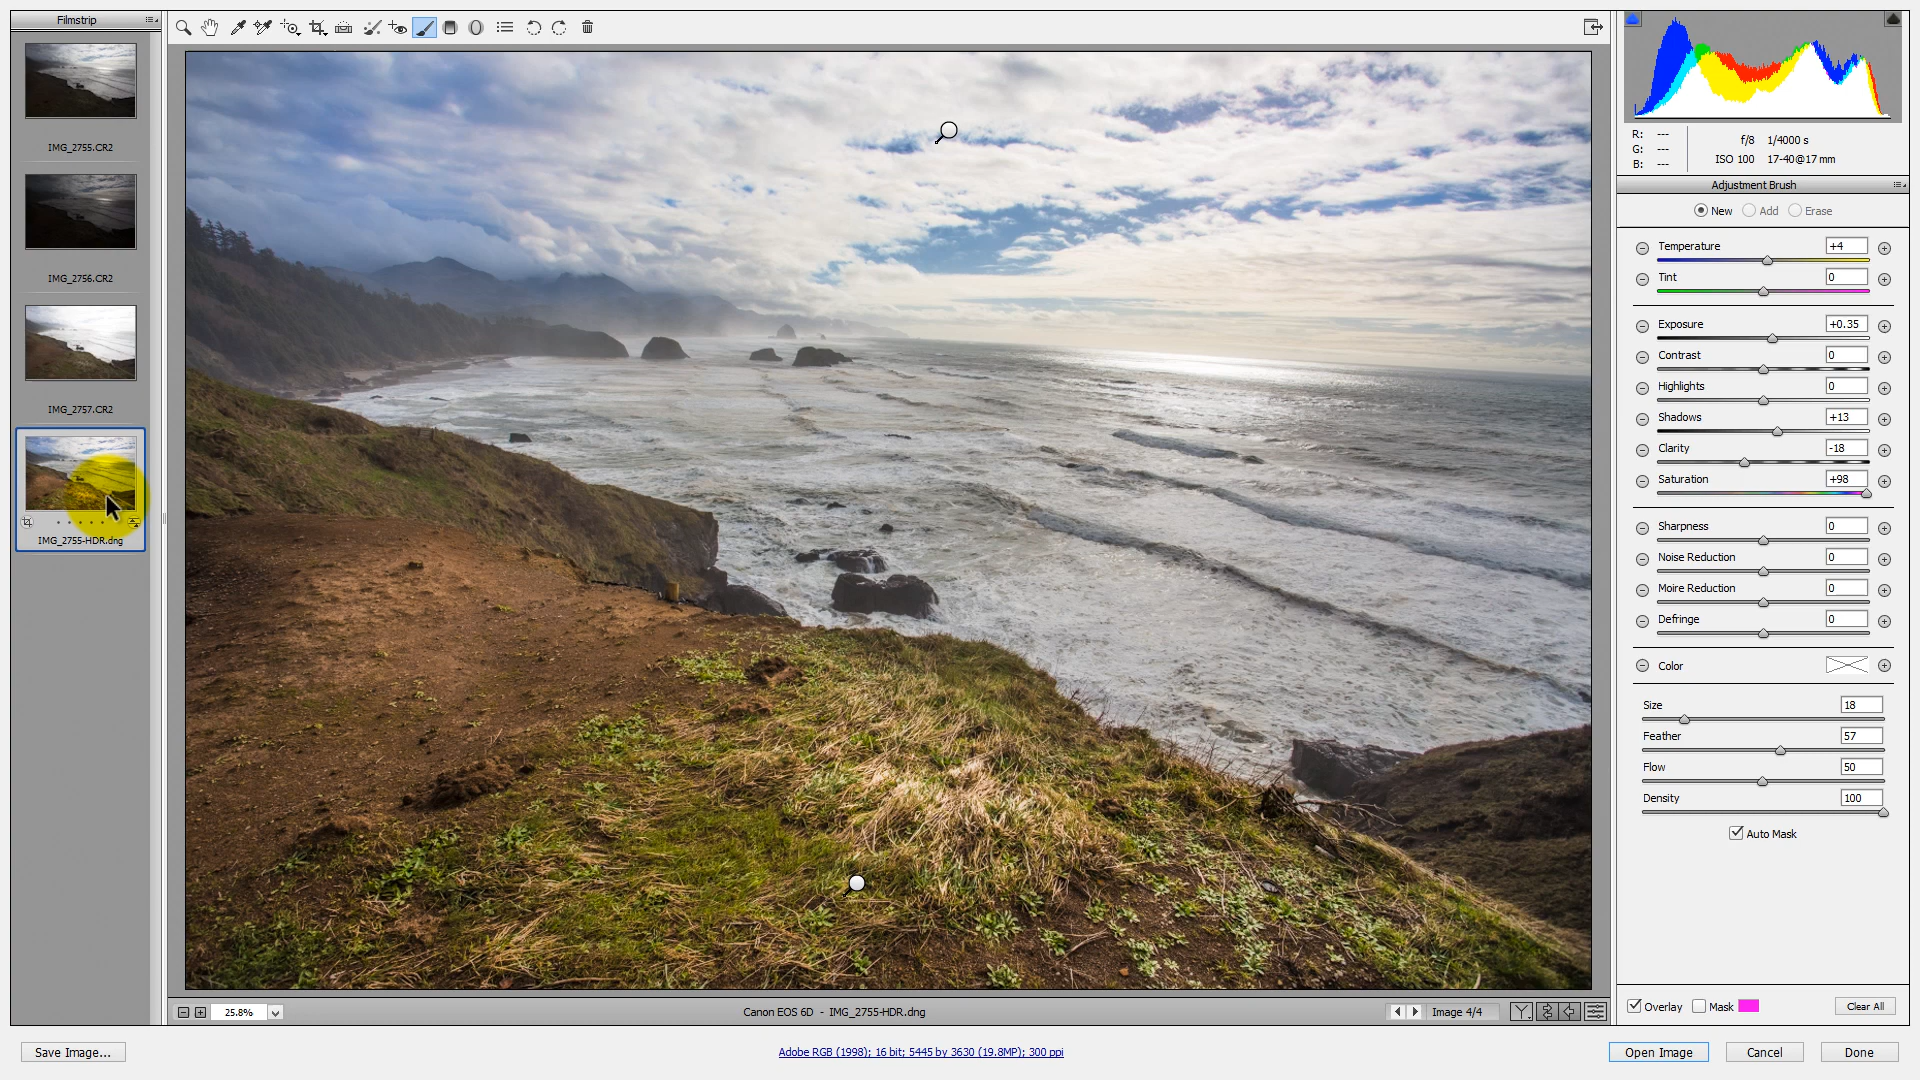 Filmstrip
IMG_2755.CR2
IMG_2756.CR2
IMG_2757.CR2
IMG_2755-HDR.dng
R: ---
G: ---
B: ---
f/8 1/4000 s
ISO 100 17-40@17 mm
Adjustment Brush
New Add Erase
Temperature +4
Tint 0
Exposure +0.35
Contrast 0
Highlights 0
Shadows +13
Clarity -18
Saturation +98
Sharpness 0
Noise Reduction 0
Moire Reduction 0
Defringe 0
Color
Size 18
Feather 57
Flow 50
Density 100
Auto Mask
Overlay Mask Clear All
25.8%
Canon EOS 6D - IMG_2755-HDR.dng
Image 4/4
Y
Save Image...
Adobe RGB (1998); 16 bit; 5445 by 3630 (19.8MP); 300 ppi
Open Image
Cancel
Done